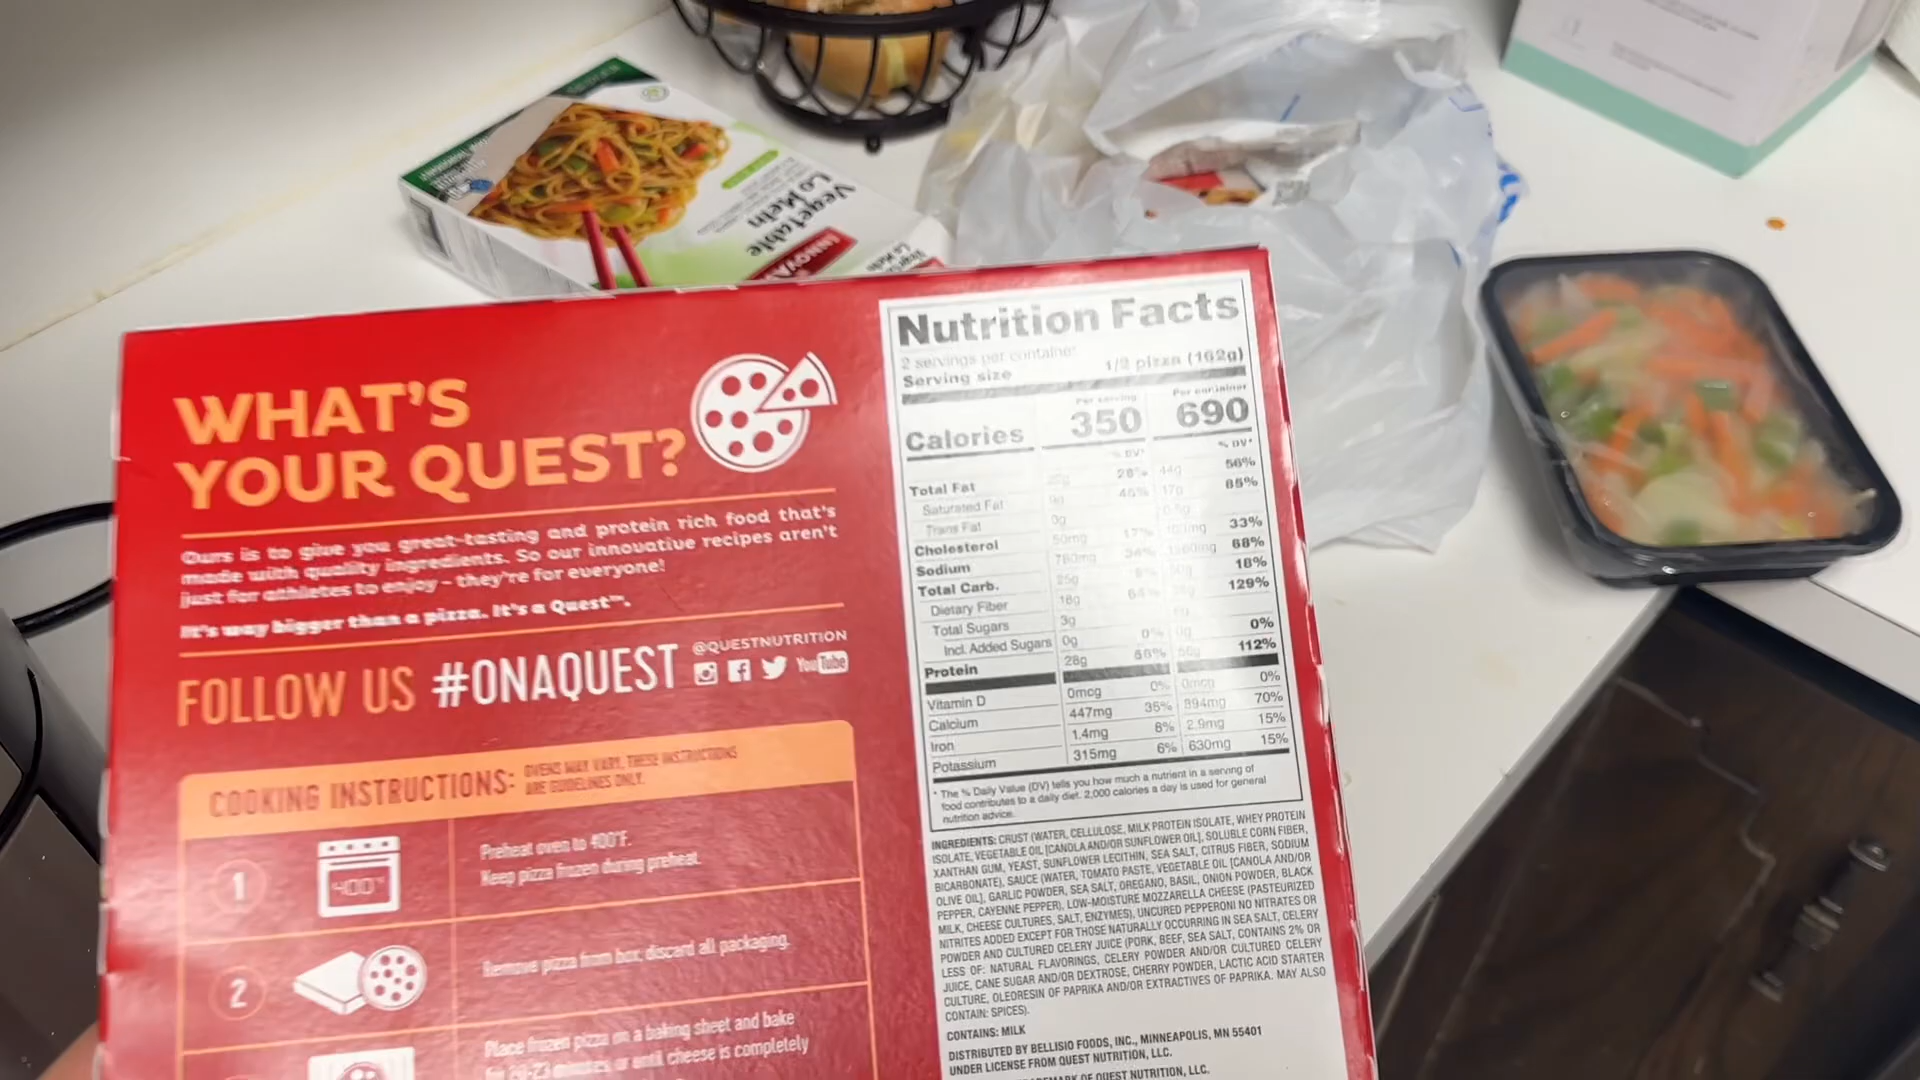 Vegetable
Lo Mein
INNOVA
WHAT'S
YOUR QUEST?
Ours is to give you great-tasting and protein rich food that's
made with quality ingredients. So our innovative recipes aren't
just for athletes to enjoy - they're for everyone!
It's way bigger than a pizza. It's a Quest™.
FOLLOW US #ONAQUEST
@QUESTNUTRITION
You Tube
COOKING INSTRUCTIONS: OVENS MAY VARY. THESE INSTRUCTIONS
ARE GUIDELINES ONLY.
1
400°
Preheat oven to 400°F.
Keep pizza frozen during preheat.
2
Remove pizza from box; discard all packaging.
Place frozen pizza on a baking sheet and bake
minutes or until cheese is completely
Nutrition Facts
2 servings per container
Serving size 1/2 pizza (162g)
Per serving Per container
Calories 350 690
% DV* % DV*
Total Fat 28% 44g 56%
Saturated Fat 9g 45% 17g 85%
Trans Fat 0g
Cholesterol 50mg 17% 33%
Sodium 780mg 34% 68%
Total Carb. 25g 18%
Dietary Fiber 18g 64% 129%
Total Sugars 3g
Incl. Added Sugars 0g 0% 0g 0%
Protein 28g 112%
Vitamin D 0mcg 0% 0mcg 0%
Calcium 447mg 35% 894mg 70%
Iron 1.4mg 8% 2.9mg 15%
Potassium 315mg 6% 630mg 15%
* The % Daily Value (DV) tells you how much a nutrient in a serving of
food contributes to a daily diet. 2,000 calories a day is used for general
nutrition advice.
INGREDIENTS: CRUST (WATER, CELLULOSE, MILK PROTEIN ISOLATE, WHEY PROTEIN
ISOLATE, VEGETABLE OIL [CANOLA AND/OR SUNFLOWER OIL], SOLUBLE CORN FIBER,
XANTHAN GUM, YEAST, SUNFLOWER LECITHIN, SEA SALT, CITRUS FIBER, SODIUM
BICARBONATE), SAUCE (WATER, TOMATO PASTE, VEGETABLE OIL [CANOLA AND/OR
OLIVE OIL], GARLIC POWDER, SEA SALT, OREGANO, BASIL, ONION POWDER, BLACK
PEPPER, CAYENNE PEPPER), LOW-MOISTURE MOZZARELLA CHEESE (PASTEURIZED
MILK, CHEESE CULTURES, SALT, ENZYMES), UNCURED PEPPERONI NO NITRATES OR
NITRITES ADDED EXCEPT FOR THOSE NATURALLY OCCURRING IN SEA SALT, CELERY
POWDER AND CULTURED CELERY JUICE (PORK, BEEF, SEA SALT, CONTAINS 2% OR
LESS OF: NATURAL FLAVORINGS, CELERY POWDER AND/OR CULTURED CELERY
JUICE, CANE SUGAR AND/OR DEXTROSE, CHERRY POWDER, LACTIC ACID STARTER
CULTURE, OLEORESIN OF PAPRIKA AND/OR EXTRACTIVES OF PAPRIKA. MAY ALSO
CONTAIN: SPICES).
CONTAINS: MILK
DISTRIBUTED BY BELLISIO FOODS, INC., MINNEAPOLIS, MN 55401
UNDER LICENSE FROM QUEST NUTRITION, LLC.
OF QUEST NUTRITION, LLC.